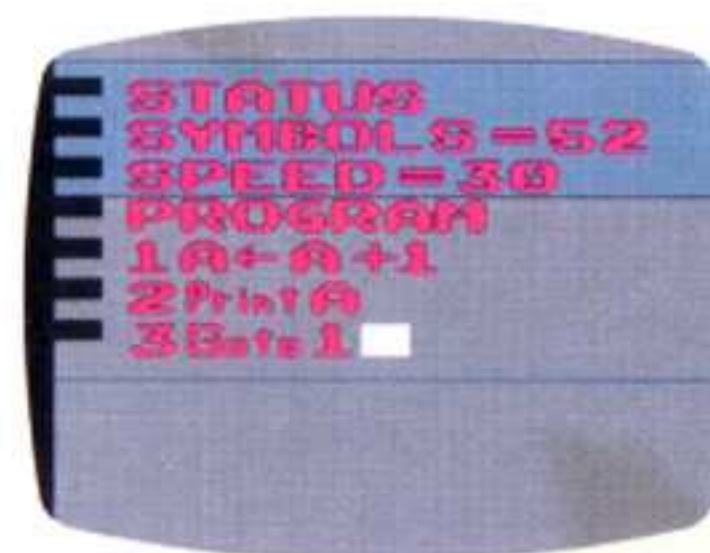 STATUS
SYMBOLS=52
SPEED=30
PROGRAM
1A←A+1
2PrintA
3Goto1